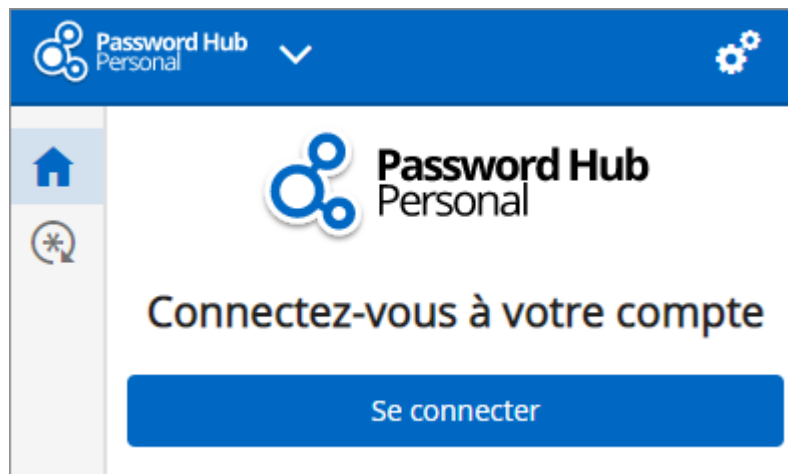 Password Hub
Personal
Password Hub
Personal
Connectez-vous à votre compte
Se connecter